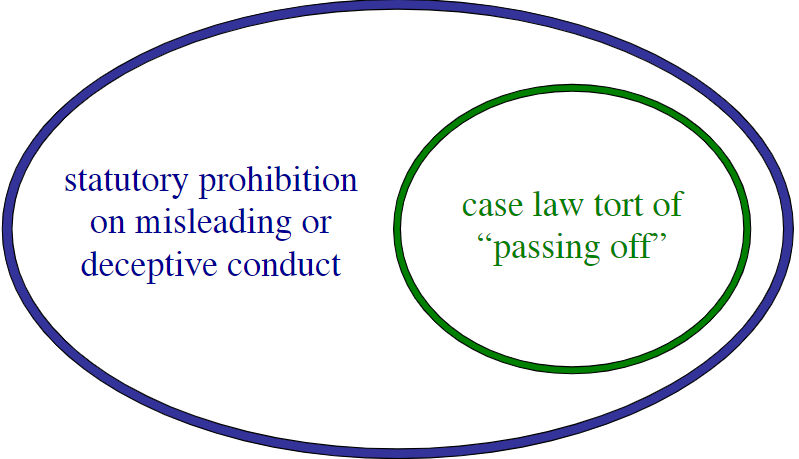 statutory prohibition
on misleading or
deceptive conduct
case law tort of
“passing off”